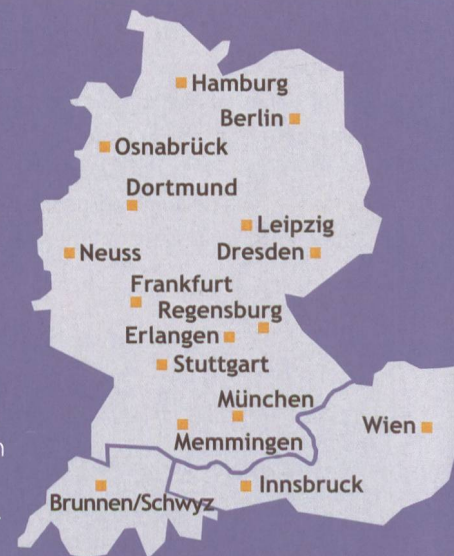 Hamburg
Berlin
Osnabrück
Dortmund
Leipzig
Neuss
Dresden
Frankfurt
Regensburg
Erlangen
Stuttgart
München
Wien
Memmingen
Innsbruck
Brunnen/Schwyz